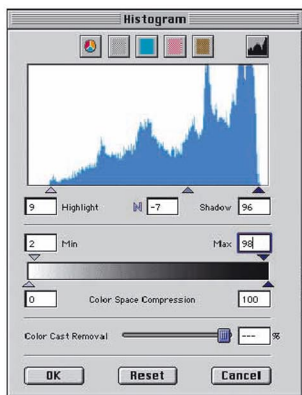 Histogram
9 Highlight -7 Shadow 96
2 Min Max 98
0 Color Space Compression 100
Color Cast Removal --- %
OK Reset Cancel